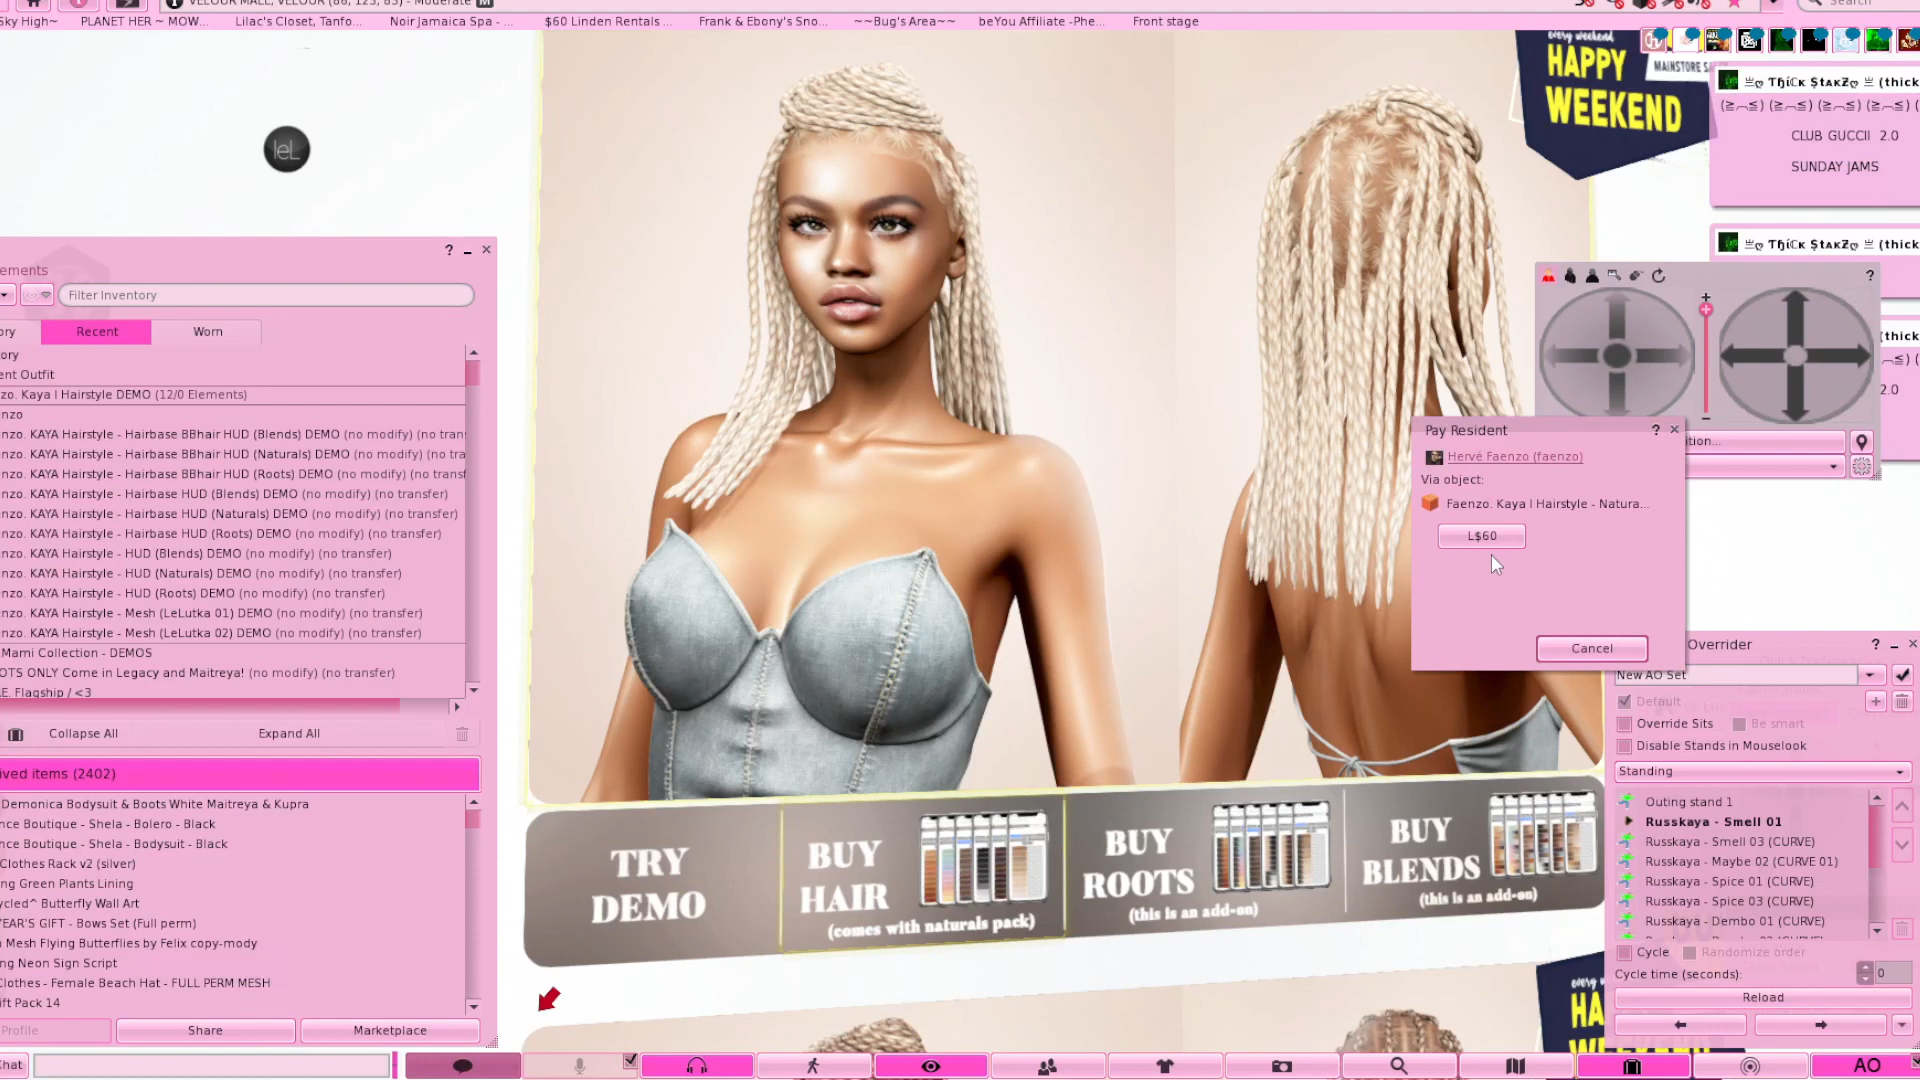 Sky High~ PLANET HER ~ MOW... Lilac's Closet, Tanfo... Noir Jamaica Spa - ... $60 Linden Rentals ... Frank & Ebony's Sno... ~~Bug's Area~~ beYou Affiliate -Phe... Front stage
Search
every weekend
HAPPY
WEEKEND
MAINSTORE
(thick
CLUB GUCCII 2.0
SUNDAY JAMS
(thick
(thick
2.0
leL
? _ ×
ements
Filter Inventory
ory
Recent
Worn
ory
ent Outfit
zo. Kaya l Hairstyle DEMO (12/0 Elements)
nzo
nzo. KAYA Hairstyle - Hairbase BBhair HUD (Blends) DEMO (no modify) (no tran
nzo. KAYA Hairstyle - Hairbase BBhair HUD (Naturals) DEMO (no modify) (no tra
nzo. KAYA Hairstyle - Hairbase BBhair HUD (Roots) DEMO (no modify) (no transf
nzo. KAYA Hairstyle - Hairbase HUD (Blends) DEMO (no modify) (no transfer)
nzo. KAYA Hairstyle - Hairbase HUD (Naturals) DEMO (no modify) (no transfer)
nzo. KAYA Hairstyle - Hairbase HUD (Roots) DEMO (no modify) (no transfer)
nzo. KAYA Hairstyle - HUD (Blends) DEMO (no modify) (no transfer)
nzo. KAYA Hairstyle - HUD (Naturals) DEMO (no modify) (no transfer)
nzo. KAYA Hairstyle - HUD (Roots) DEMO (no modify) (no transfer)
nzo. KAYA Hairstyle - Mesh (LeLutka 01) DEMO (no modify) (no transfer)
nzo. KAYA Hairstyle - Mesh (LeLutka 02) DEMO (no modify) (no transfer)
Mami Collection - DEMOS
OTS ONLY Come in Legacy and Maitreya! (no modify) (no transfer)
RE. Flagship / <3
Collapse All
Expand All
ived items (2402)
Demonica Bodysuit & Boots White Maitreya & Kupra
nce Boutique - Shela - Bolero - Black
nce Boutique - Shela - Bodysuit - Black
Clothes Rack v2 (silver)
ng Green Plants Lining
ycled^ Butterfly Wall Art
YEAR'S GIFT - Bows Set (Full perm)
Mesh Flying Butterflies by Felix copy-mody
ng Neon Sign Script
Clothes - Female Beach Hat - FULL PERM MESH
ift Pack 14
Profile
Share
Marketplace
Chat
Pay Resident ? ×
Hervé Faenzo (faenzo)
Via object:
Faenzo. Kaya l Hairstyle - Natura...
L$60
Cancel
ition...
TRY
DEMO
BUY
HAIR
(comes with naturals pack)
BUY
ROOTS
(this is an add-on)
BUY
BLENDS
(this is an add-on)
Overrider ? _ ×
New AO Set
Default
Override Sits
Be smart
Disable Stands in Mouselook
Standing
Outing stand 1
Russkaya - Smell 01
Russkaya - Smell 03 (CURVE)
Russkaya - Maybe 02 (CURVE 01)
Russkaya - Spice 01 (CURVE)
Russkaya - Spice 03 (CURVE)
Russkaya - Dembo 01 (CURVE)
Cycle
Randomize order
Cycle time (seconds):
0
Reload
every
HA
AO